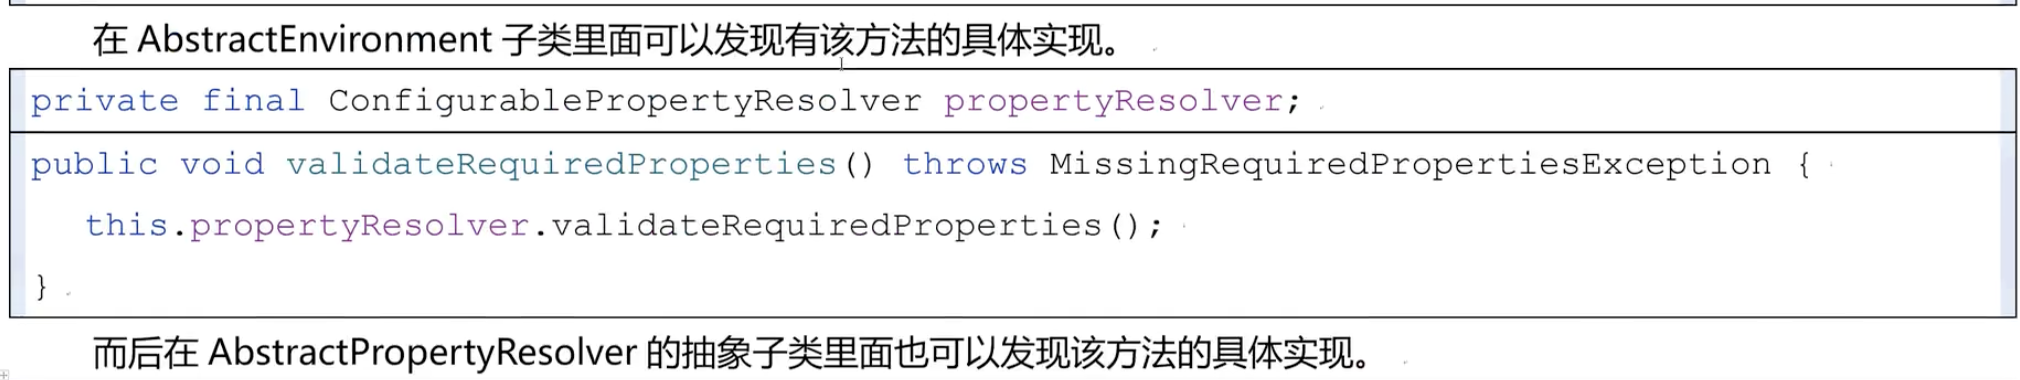 在 AbstractEnvironment 子类里面可以发现有该方法的具体实现。
private final ConfigurablePropertyResolver propertyResolver;
public void validateRequiredProperties() throws MissingRequiredPropertiesException {
this.propertyResolver.validateRequiredProperties();
}
而后在 AbstractPropertyResolver 的抽象子类里面也可以发现该方法的具体实现。